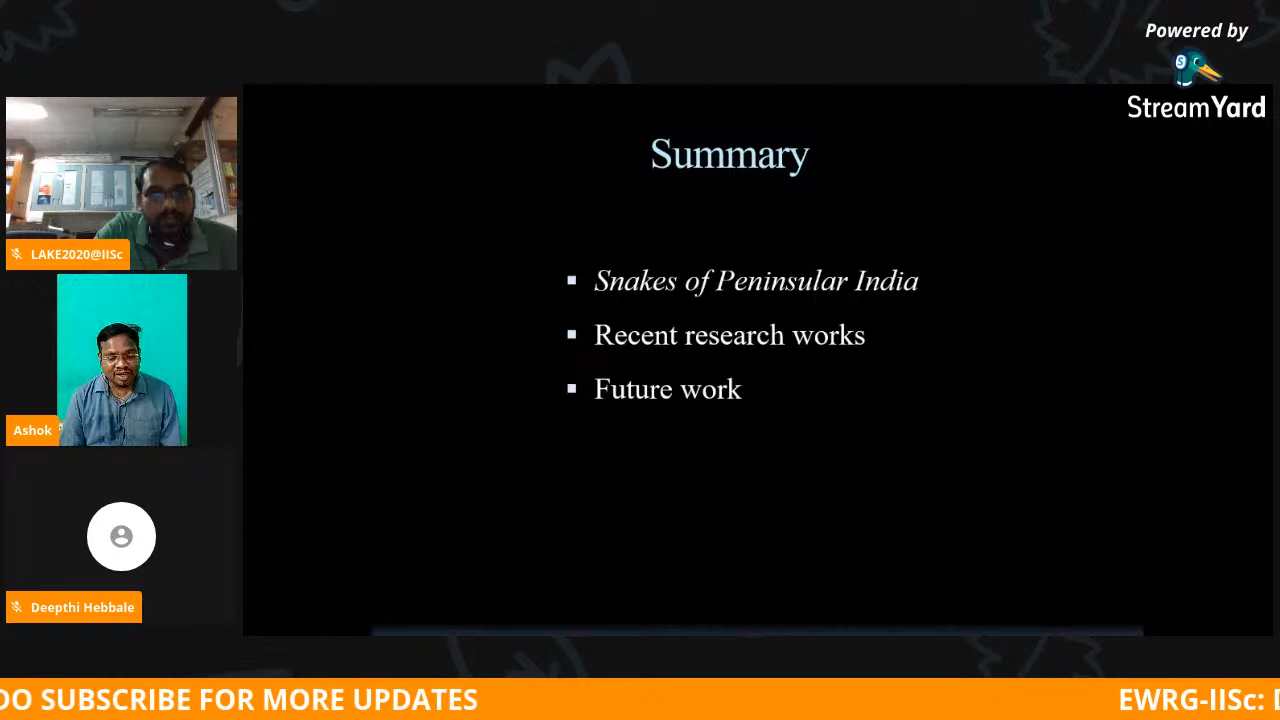 Powered by
StreamYard
Summary
LAKE2020@IISc
▪ Snakes of Peninsular India
▪ Recent research works
▪ Future work
Ashok
Deepthi Hebbale
DO SUBSCRIBE FOR MORE UPDATES
EWRG-IISc: